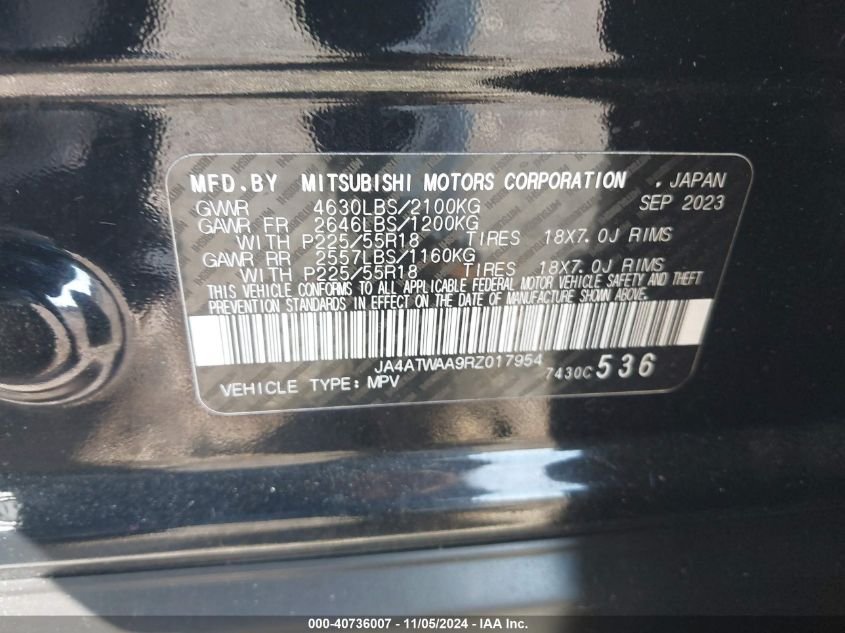 MFD.BY MITSUBISHI MOTORS CORPORATION , JAPAN
GVWR 4630LBS/2100KG SEP 2023
GAWR FR 2646LBS/1200KG
WITH P225/55R18 TIRES 18X7.0J RIMS
GAWR RR 2557LBS/1160KG
WITH P225/55R18 TIRES 18X7.0J RIMS
THIS VEHICLE CONFORMS TO ALL APPLICABLE FEDERAL MOTOR VEHICLE SAFETY AND THEFT
PREVENTION STANDARDS IN EFFECT ON THE DATE OF MANUFACTURE SHOWN ABOVE.
JA4ATWAA9RZ017954
VEHICLE TYPE: MPV 7430C 536
000-40736007 - 11/05/2024 - IAA Inc.